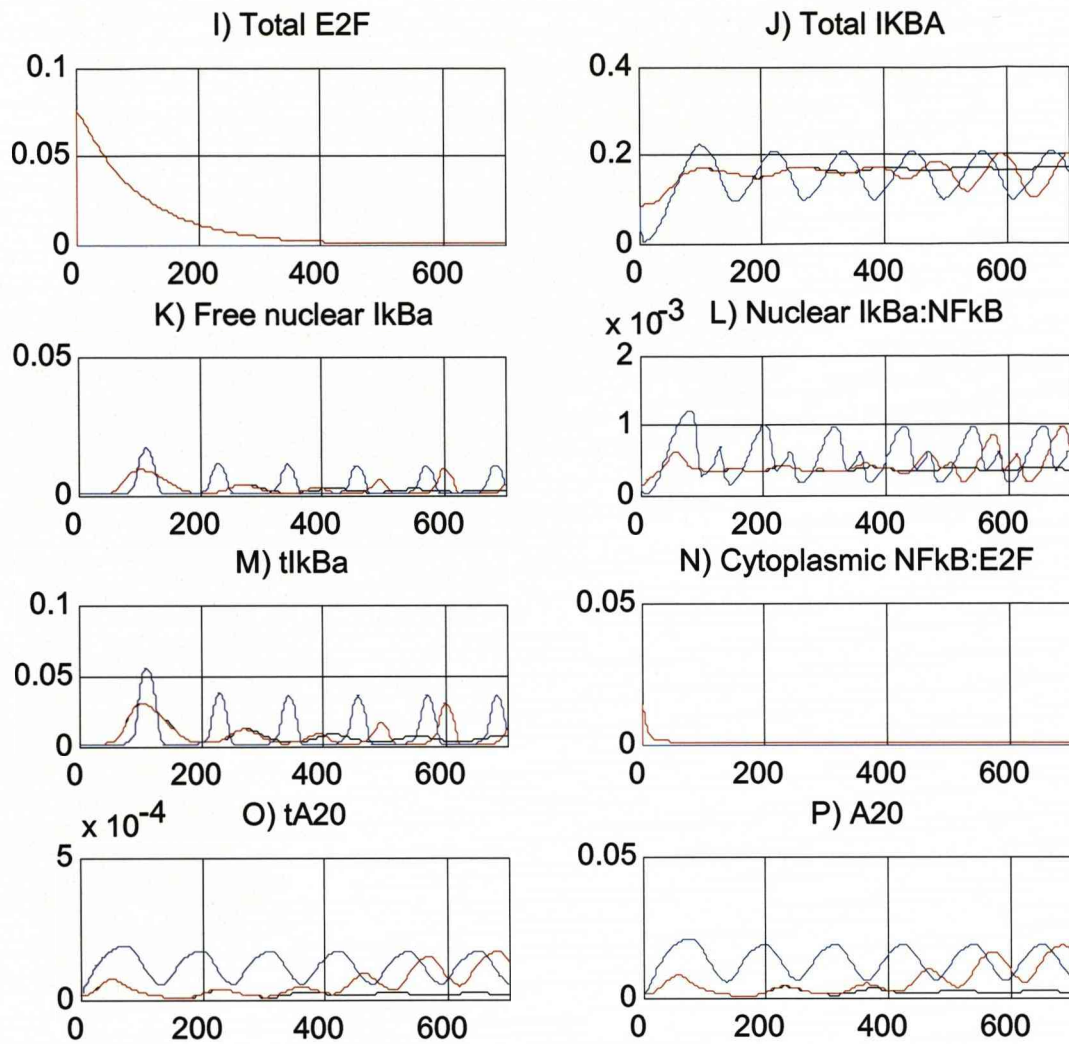 I) Total E2F
J) Total IKBA
0.1
0.05
0
0 200 400 600
0.4
0.2
0
0 200 400 600
K) Free nuclear IkBa
x 10-3 L) Nuclear IkBa:NFkB
0.05
0
0 200 400 600
2
1
0
0 200 400 600
M) tIkBa
N) Cytoplasmic NFkB:E2F
0.1
0.05
0
0 200 400 600
0.05
0
0 200 400 600
x 10-4 O) tA20
P) A20
5
0
0 200 400 600
0.05
0
0 200 400 600